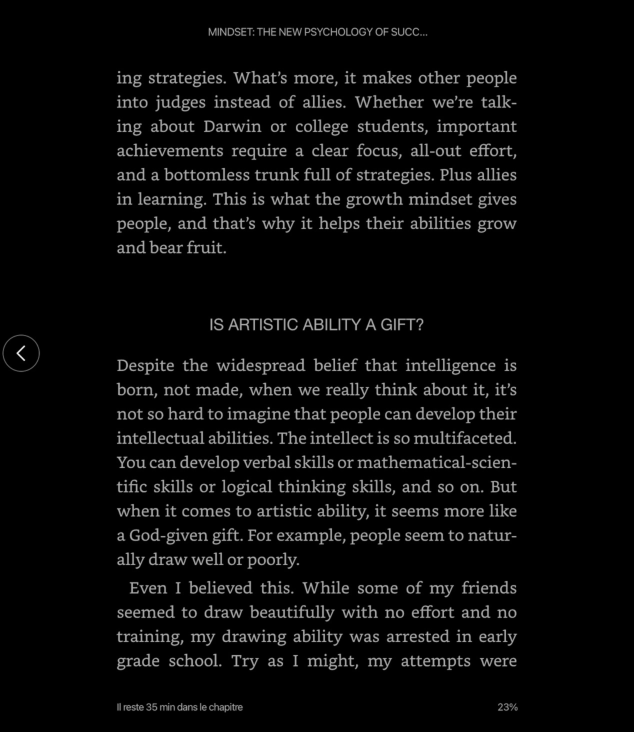 MINDSET: THE NEW PSYCHOLOGY OF SUCC...
ing strategies. What's more, it makes other people
into judges instead of allies. Whether we're talk-
ing about Darwin or college students, important
achievements require a clear focus, all-out effort,
and a bottomless trunk full of strategies. Plus allies
in learning. This is what the growth mindset gives
people, and that's why it helps their abilities grow
and bear fruit.
IS ARTISTIC ABILITY A GIFT?
Despite the widespread belief that intelligence is
born, not made, when we really think about it, it's
not so hard to imagine that people can develop their
intellectual abilities. The intellect is so multifaceted.
You can develop verbal skills or mathematical-scien-
tific skills or logical thinking skills, and so on. But
when it comes to artistic ability, it seems more like
a God-given gift. For example, people seem to natur-
ally draw well or poorly.
Even I believed this. While some of my friends
seemed to draw beautifully with no effort and no
training, my drawing ability was arrested in early
grade school. Try as I might, my attempts were
Il reste 35 min dans le chapitre
23%